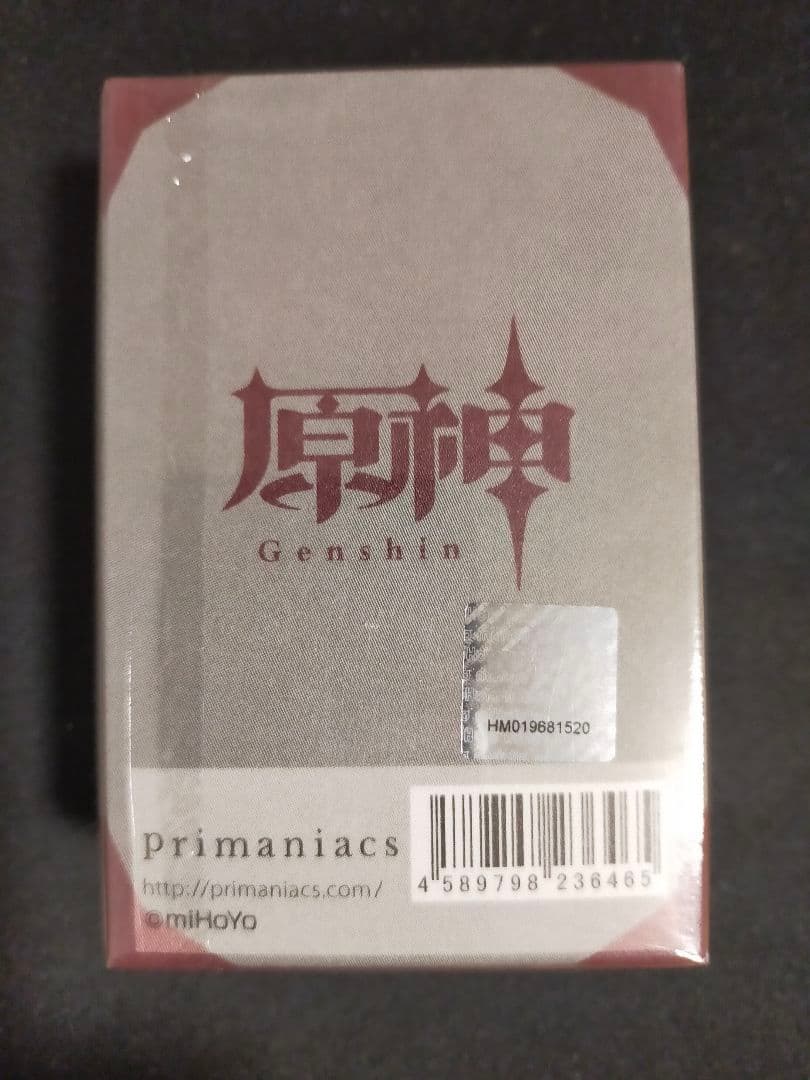 原神
Genshin
HM019681520
primaniacs
http://primaniacs.com/
©miHoYo
4 589798 236465